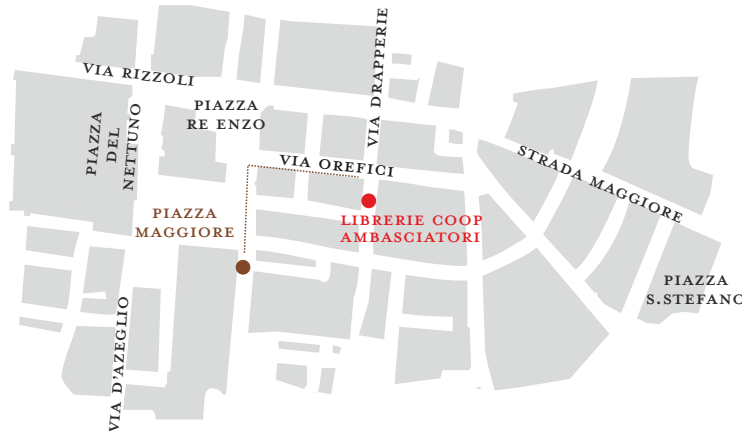 VIA RIZZOLI
VIA DRAPPERIE
PIAZZA
RE ENZO
PIAZZA
DEL
NETTUNO
VIA OREFICI
STRADA MAGGIORE
PIAZZA
MAGGIORE
LIBRERIE COOP
AMBASCIATORI
PIAZZA
S.STEFANO
VIA D'AZEGLIO